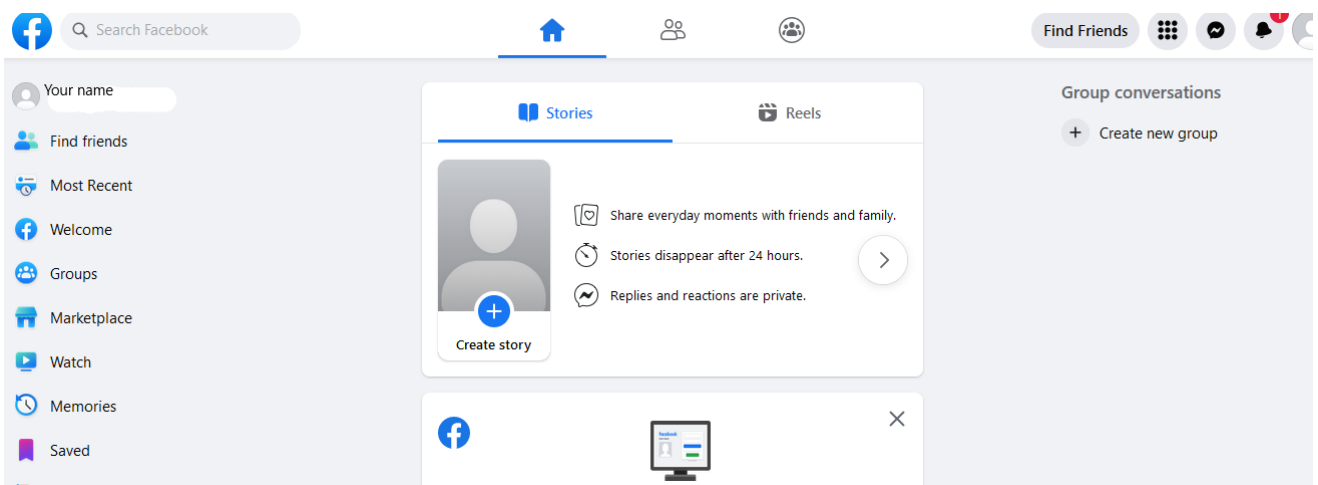 Search Facebook
Find Friends
1
Your name
Find friends
Most Recent
Welcome
Groups
Marketplace
Watch
Memories
Saved
Stories
Reels
Share everyday moments with friends and family.
Stories disappear after 24 hours.
Replies and reactions are private.
Create story
facebook
Group conversations
Create new group